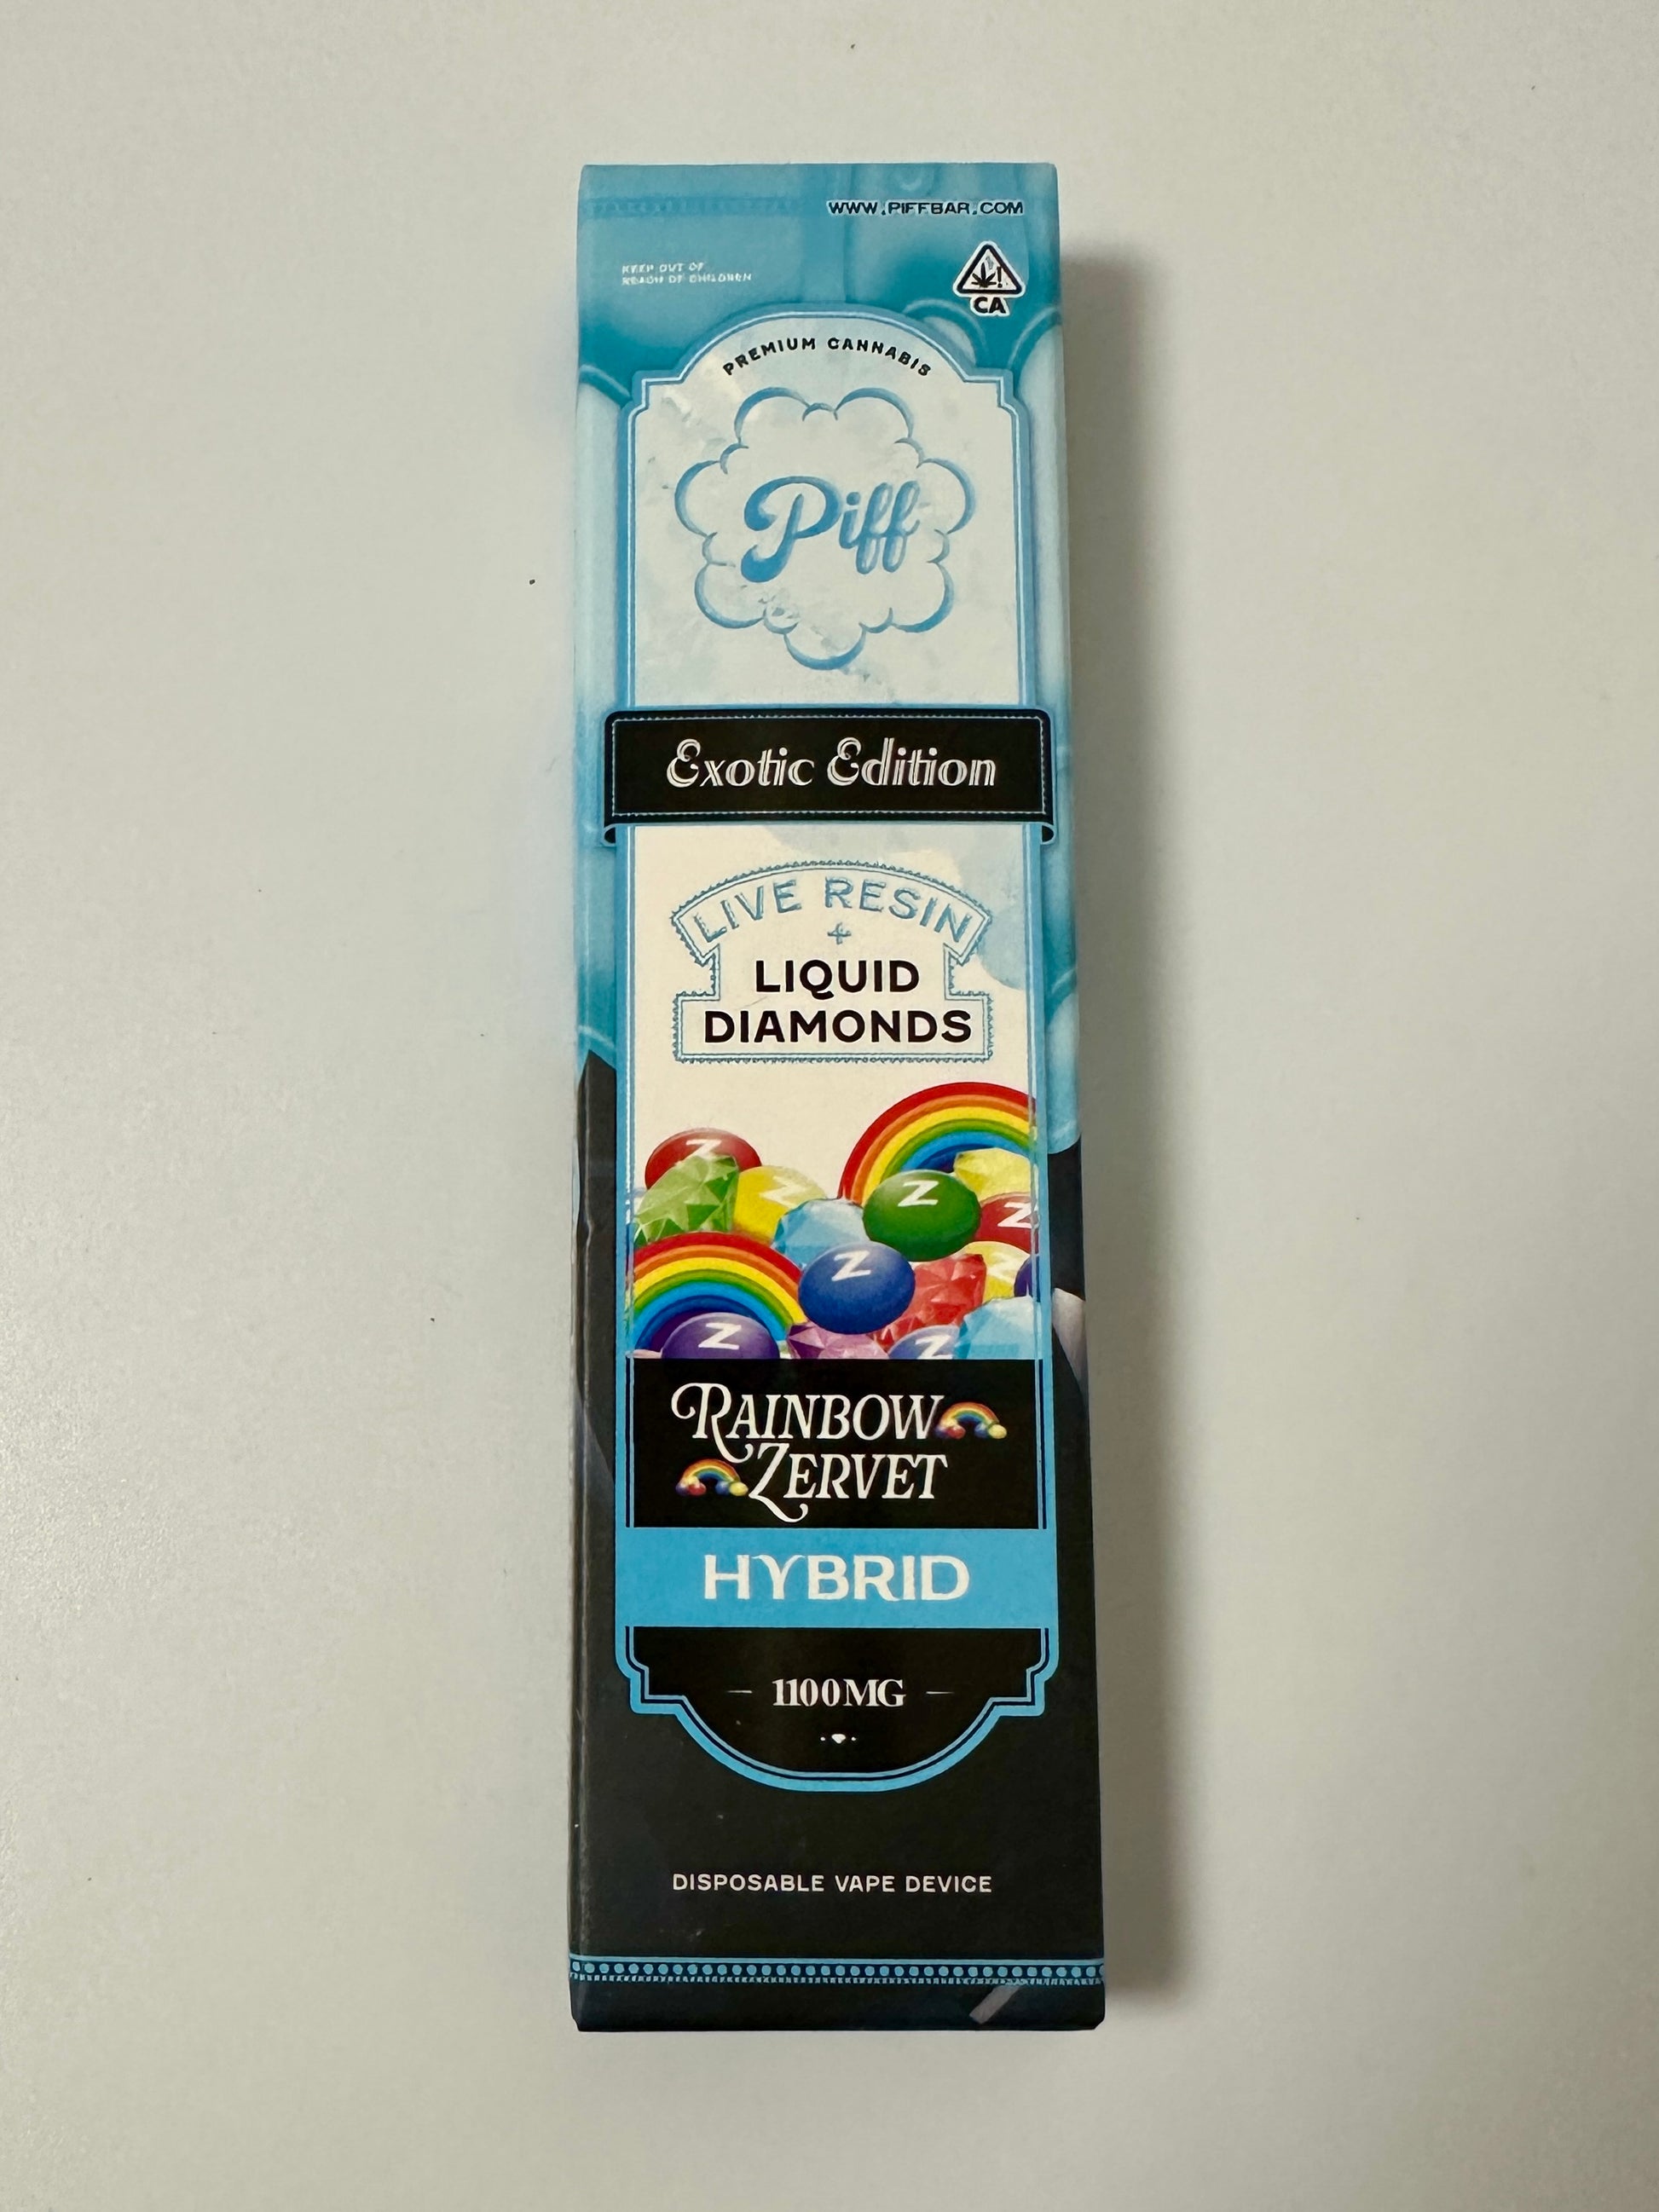 WWW.PIFFBAR.COM
KEEP OUT OF
REACH OF CHILDREN
CA
PREMIUM CANNABIS
Piff
Exotic Edition
LIVE RESIN
+
LIQUID
DIAMONDS
Z
Z
Z
Z
Z
Z
Z
Z
RAINBOW
ZERVET
HYBRID
1100MG
DISPOSABLE VAPE DEVICE